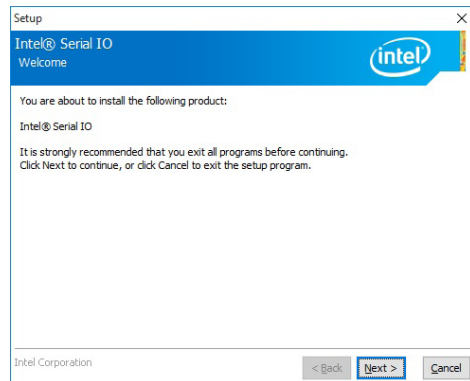 Setup
Intel® Serial IO
Welcome
intel
You are about to install the following product:
Intel® Serial IO
It is strongly recommended that you exit all programs before continuing.
Click Next to continue, or click Cancel to exit the setup program.
Intel Corporation
< Back
Next >
Cancel